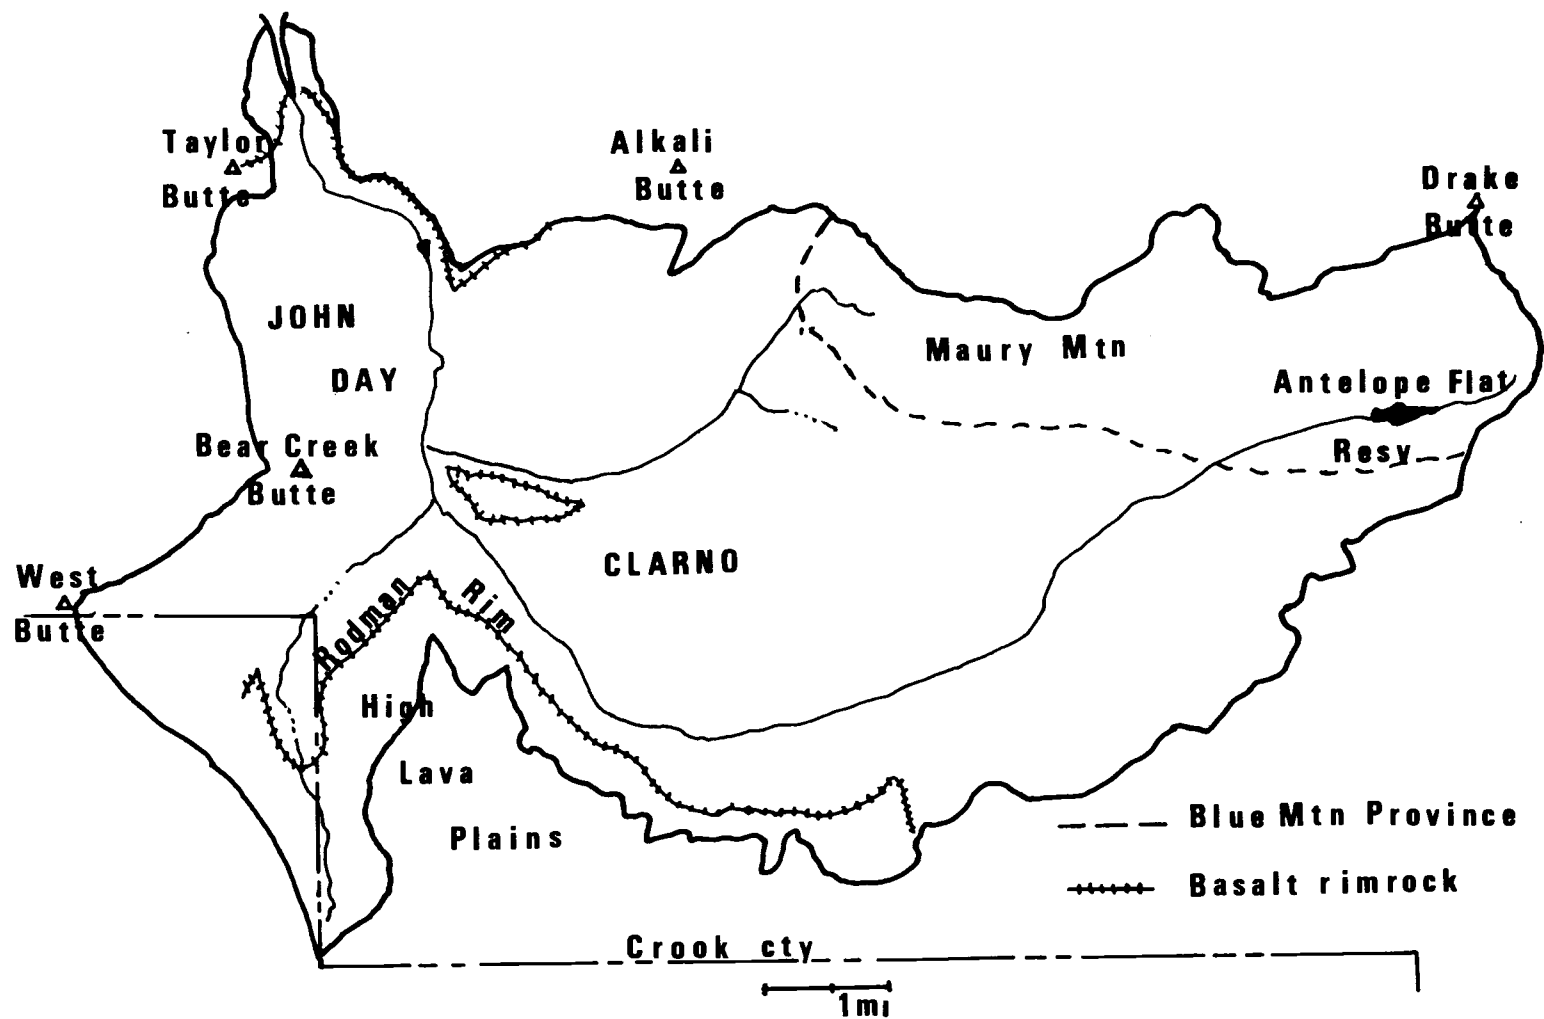 Taylor
Butte
Alkali
Butte
Drake
Butte
JOHN
DAY
Maury Mtn
Antelope Flat
Resy
Bear Creek
Butte
West
Butte
CLARNO
Rodman Rim
High
Lava
Plains
Blue Mtn Province
Basalt rimrock
Crook cty
1mi